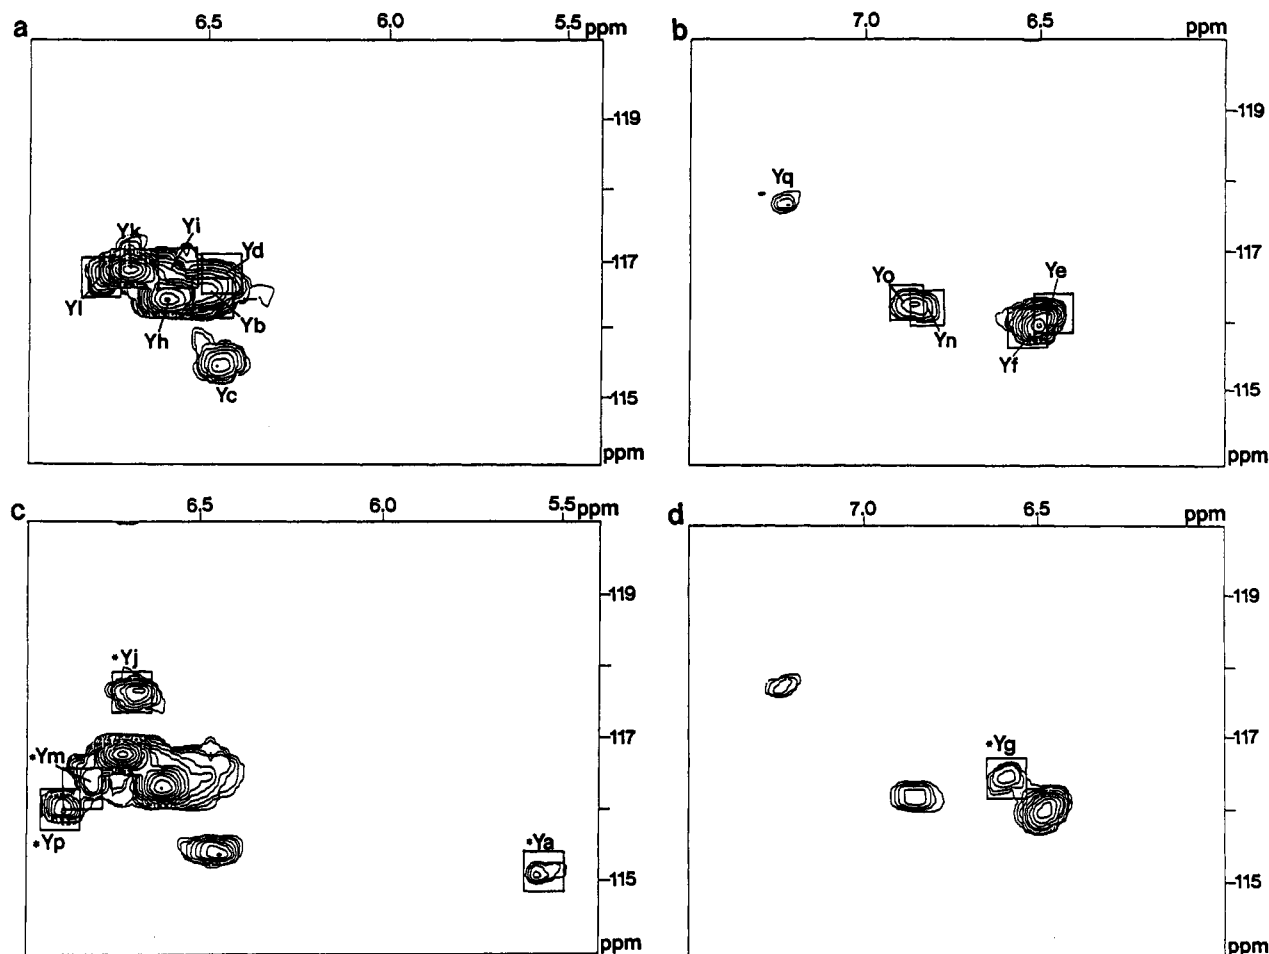 a
6.5 6.0 5.5 ppm
119
Yk Yi
117
Yd
Yl
Yb
Yh
Yc
115
ppm
b
7.0 6.5 ppm
119
Yq
117
Yo Ye
Yn
Yf
115
ppm
c
6.5 6.0 5.5 ppm
119
*Yj
117
*Ym
*Yp
*Ya
115
ppm
d
7.0 6.5 ppm
119
117
*Yg
115
ppm